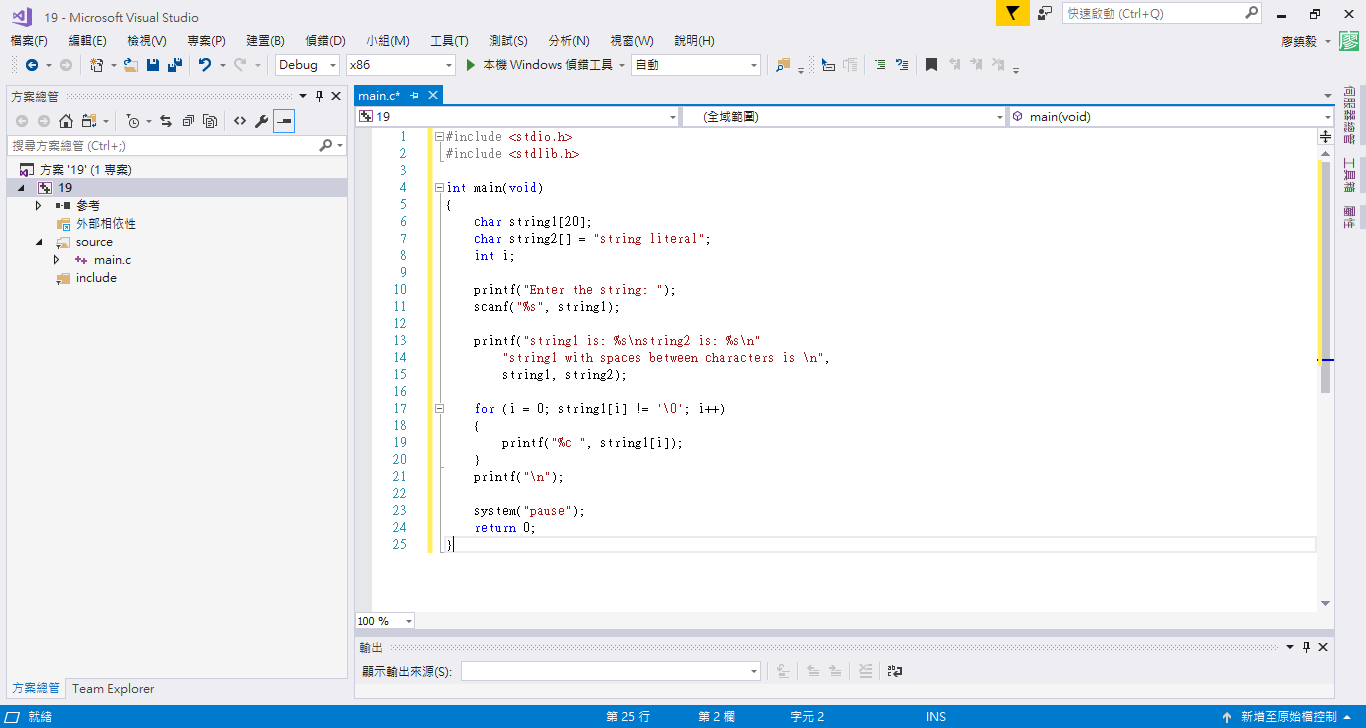 19 - Microsoft Visual Studio
快速啟動 (Ctrl+Q)
檔案(F) 編輯(E) 檢視(V) 專案(P) 建置(B) 偵錯(D) 小組(M) 工具(T) 測試(S) 分析(N) 視窗(W) 說明(H)
廖
Debug x86 本機 Windows 偵錯工具 自動
方案總管
搜尋方案總管 (Ctrl+;)
方案 '19' (1 專案)
19
參考
外部相依性
source
main.c
include
方案總管 Team Explorer
main.c*
19 (全域範圍) main(void)
1 #include <stdio.h>
2 #include <stdlib.h>
3
4 int main(void)
5 {
6 char string1[20];
7 char string2[] = "string literal";
8 int i;
9
10 printf("Enter the string: ");
11 scanf("%s", string1);
12
13 printf("string1 is: %s\nstring2 is: %s\n"
14 "string1 with spaces between characters is \n",
15 string1, string2);
16
17 for (i = 0; string1[i] != '\0'; i++)
18 {
19 printf("%c ", string1[i]);
20 }
21 printf("\n");
22
23 system("pause");
24 return 0;
25 }
100 %
輸出
顯示輸出來源(S):
伺服器總管
工具箱
屬性
就緒 第 25 行 第 2 欄 字元 2 INS 新增至原始檔控制